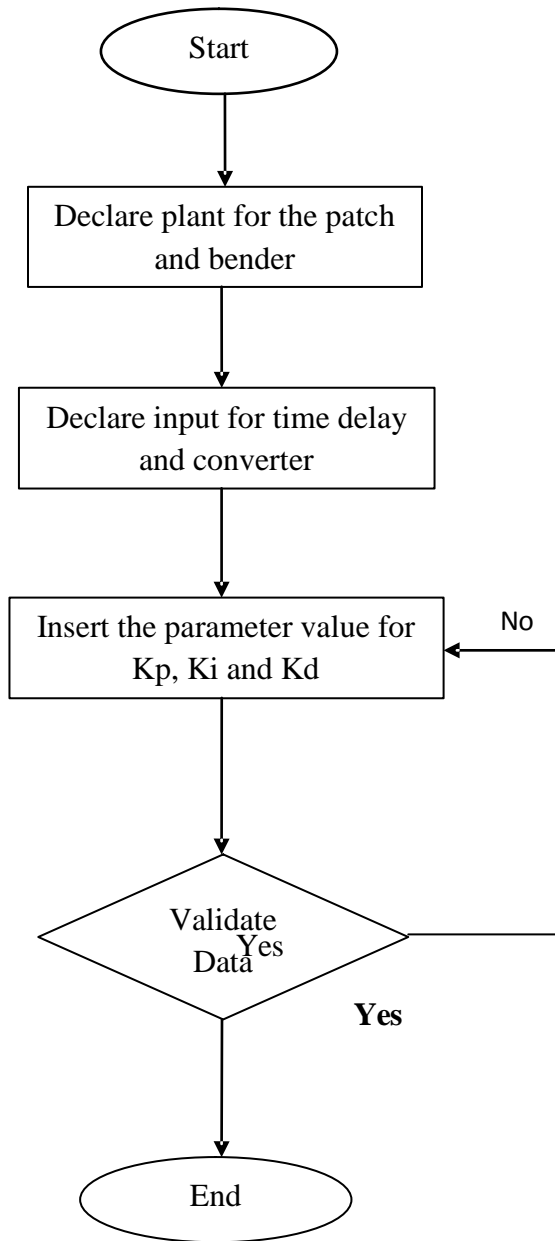 Start
Declare plant for the patch
and bender
Declare input for time delay
and converter
Insert the parameter value for
Kp, Ki and Kd
No
Validate
Yes
Data
Yes
End